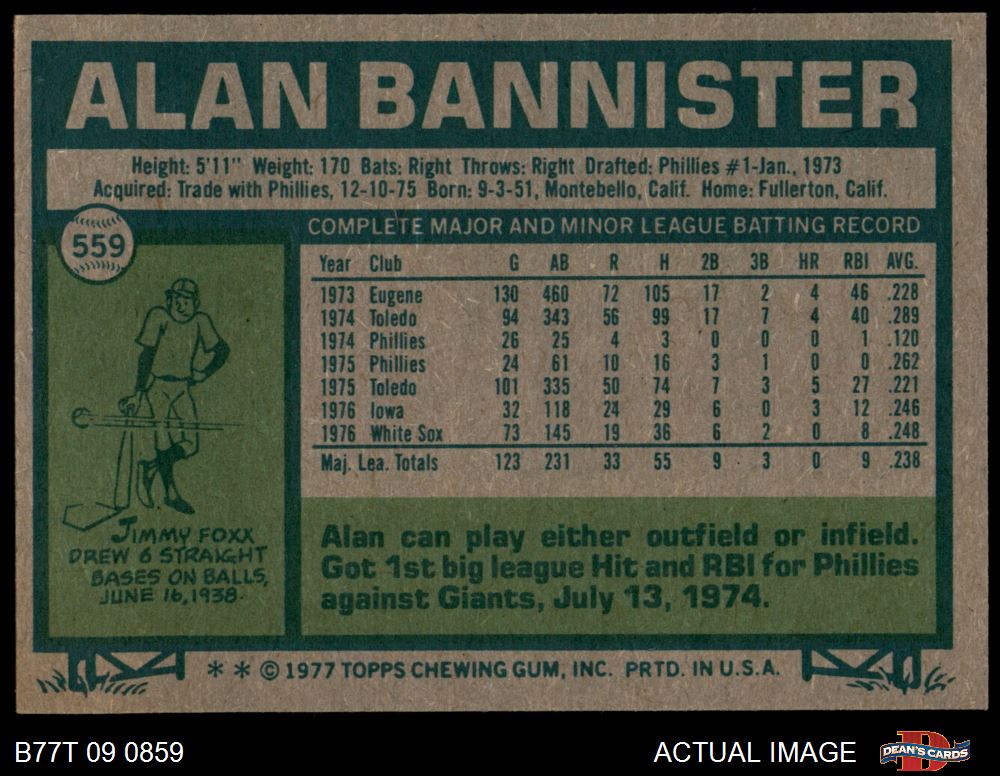 ALAN BANNISTER
Height: 5'11" Weight: 170 Bats: Right Throws: Right Drafted: Phillies #1-Jan., 1973
Acquired: Trade with Phillies, 12-10-75 Born: 9-3-51, Montebello, Calif. Home: Fullerton, Calif.
559
COMPLETE MAJOR AND MINOR LEAGUE BATTING RECORD
Year Club G AB R H 2B 3B HR RBI AVG.
1973 Eugene 130 460 72 105 17 2 4 46 .228
1974 Toledo 94 343 56 99 17 7 4 40 .289
1974 Phillies 26 25 4 3 0 0 0 1 .120
1975 Phillies 24 61 10 16 3 1 0 0 .262
1975 Toledo 101 335 50 74 7 3 5 27 .221
1976 Iowa 32 118 24 29 6 0 3 12 .246
1976 White Sox 73 145 19 36 6 2 0 8 .248
Maj. Lea. Totals 123 231 33 55 9 3 0 9 .238
JIMMY FOXX
DREW 6 STRAIGHT
BASES ON BALLS,
JUNE 16, 1938.
Alan can play either outfield or infield.
Got 1st big league Hit and RBI for Phillies
against Giants, July 13, 1974.
* * © 1977 TOPPS CHEWING GUM, INC. PRTD. IN U.S.A.
B77T 09 0859
ACTUAL IMAGE
D
DEAN'S CARDS